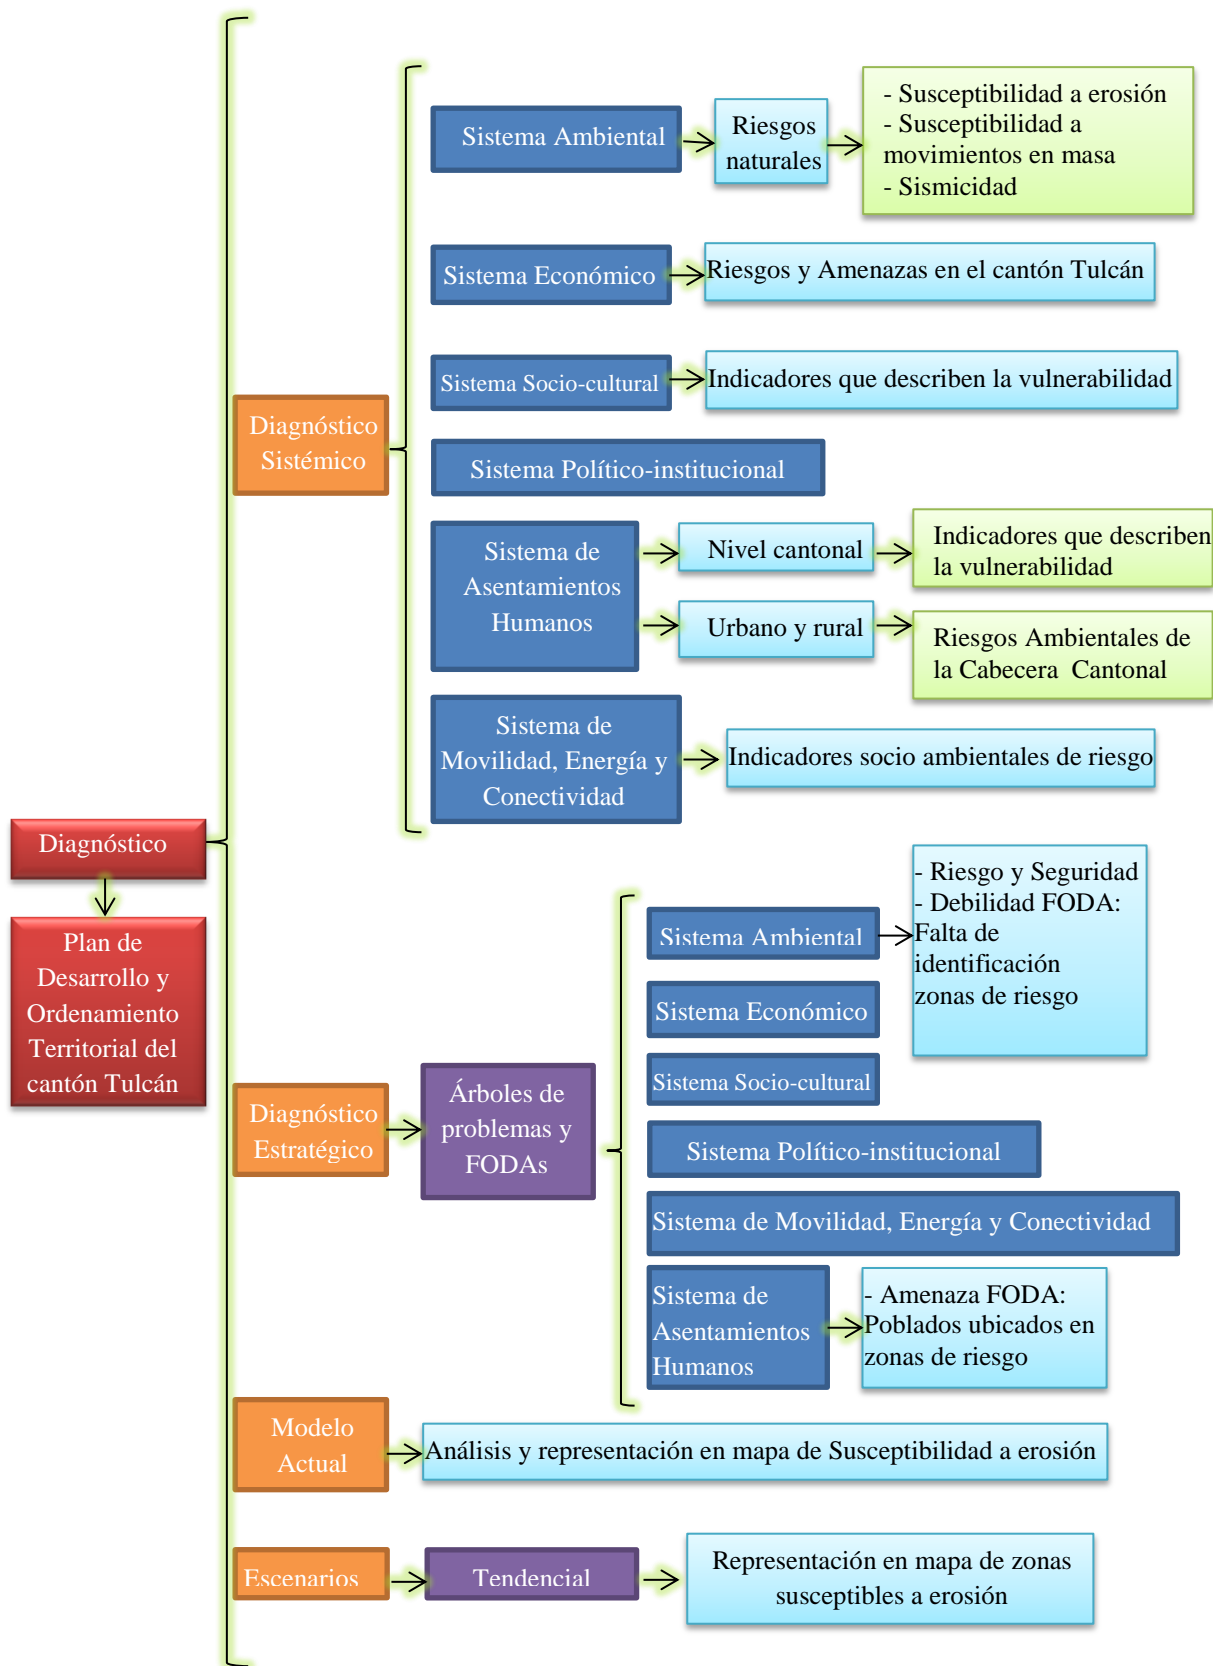 - Susceptibilidad a erosión
- Susceptibilidad a
movimientos en masa
- Sismicidad
Riesgos
naturales
Sistema Ambiental
Sistema Económico
Riesgos y Amenazas en el cantón Tulcán
Sistema Socio-cultural
Indicadores que describen la vulnerabilidad
Diagnóstico
Sistémico
Sistema Político-institucional
Sistema de
Asentamientos
Humanos
Nivel cantonal
Indicadores que describen
la vulnerabilidad
Urbano y rural
Riesgos Ambientales de
la Cabecera Cantonal
Sistema de
Movilidad, Energía y
Conectividad
Indicadores socio ambientales de riesgo
Diagnóstico
Plan de
Desarrollo y
Ordenamiento
Territorial del
cantón Tulcán
- Riesgo y Seguridad
- Debilidad FODA:
Falta de
identificación
zonas de riesgo
Sistema Ambiental
Sistema Económico
Sistema Socio-cultural
Diagnóstico
Estratégico
Árboles de
problemas y
FODAs
Sistema Político-institucional
Sistema de Movilidad, Energía y Conectividad
Sistema de
Asentamientos
Humanos
- Amenaza FODA:
Poblados ubicados en
zonas de riesgo
Modelo
Actual
Análisis y representación en mapa de Susceptibilidad a erosión
Escenarios
Tendencial
Representación en mapa de zonas
susceptibles a erosión